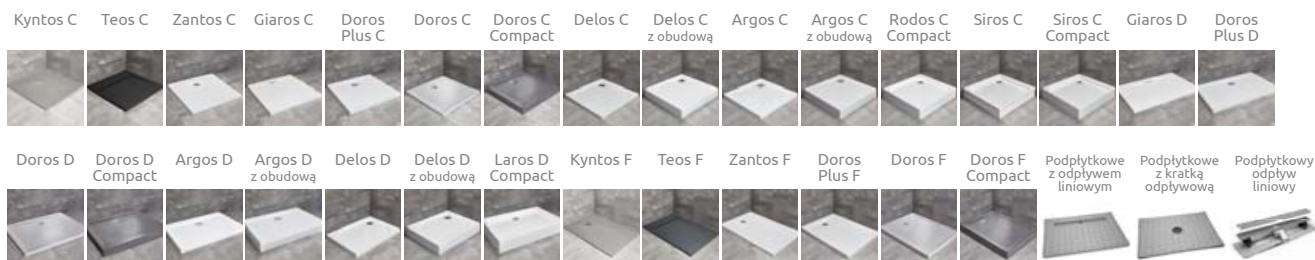 Kyntos C
Teos C
Zantos C
Giaros C
Doros
Plus C
Doros C
Doros C
Compact
Delos C
Delos C
z obudową
Argos C
Argos C
z obudową
Rodos C
Compact
Siros C
Siros C
Compact
Giaros D
Doros
Plus D
Doros D
Doros D
Compact
Argos D
Argos D
z obudową
Delos D
Delos D
z obudową
Laros D
Compact
Kyntos F
Teos F
Zantos F
Doros
Plus F
Doros F
Doros F
Compact
Podpłytkowe
z odpływem
liniowym
Podpłytkowe
z kratką
odpływową
Podpłytkowy
odpływ
liniowy